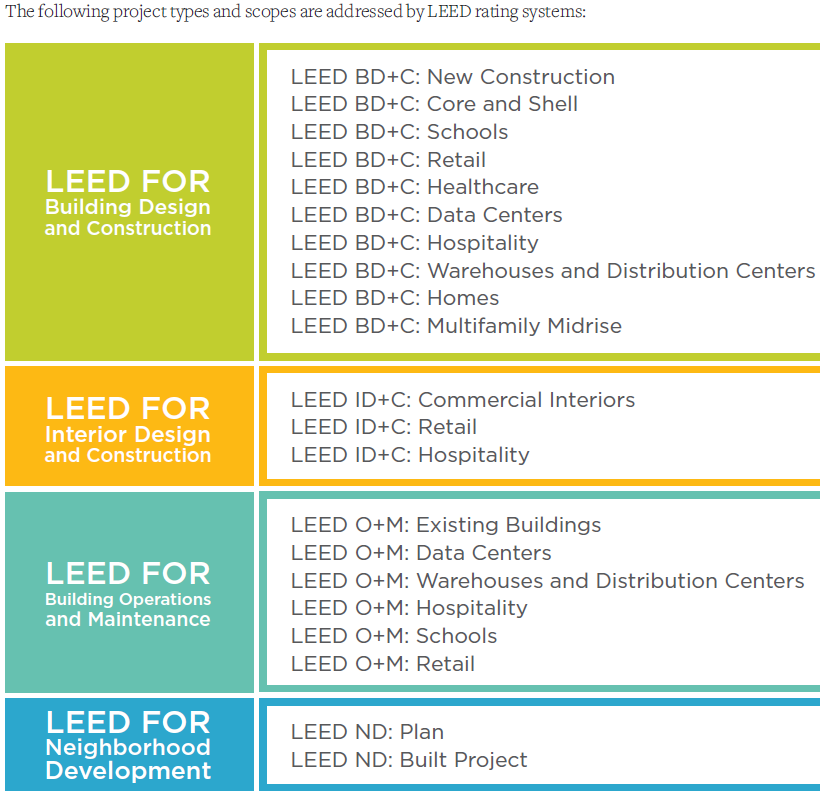 The following project types and scopes are addressed by LEED rating systems:
LEED FOR
Building Design
and Construction
LEED BD+C: New Construction
LEED BD+C: Core and Shell
LEED BD+C: Schools
LEED BD+C: Retail
LEED BD+C: Healthcare
LEED BD+C: Data Centers
LEED BD+C: Hospitality
LEED BD+C: Warehouses and Distribution Centers
LEED BD+C: Homes
LEED BD+C: Multifamily Midrise
LEED FOR
Interior Design
and Construction
LEED ID+C: Commercial Interiors
LEED ID+C: Retail
LEED ID+C: Hospitality
LEED FOR
Building Operations
and Maintenance
LEED O+M: Existing Buildings
LEED O+M: Data Centers
LEED O+M: Warehouses and Distribution Centers
LEED O+M: Hospitality
LEED O+M: Schools
LEED O+M: Retail
LEED FOR
Neighborhood
Development
LEED ND: Plan
LEED ND: Built Project